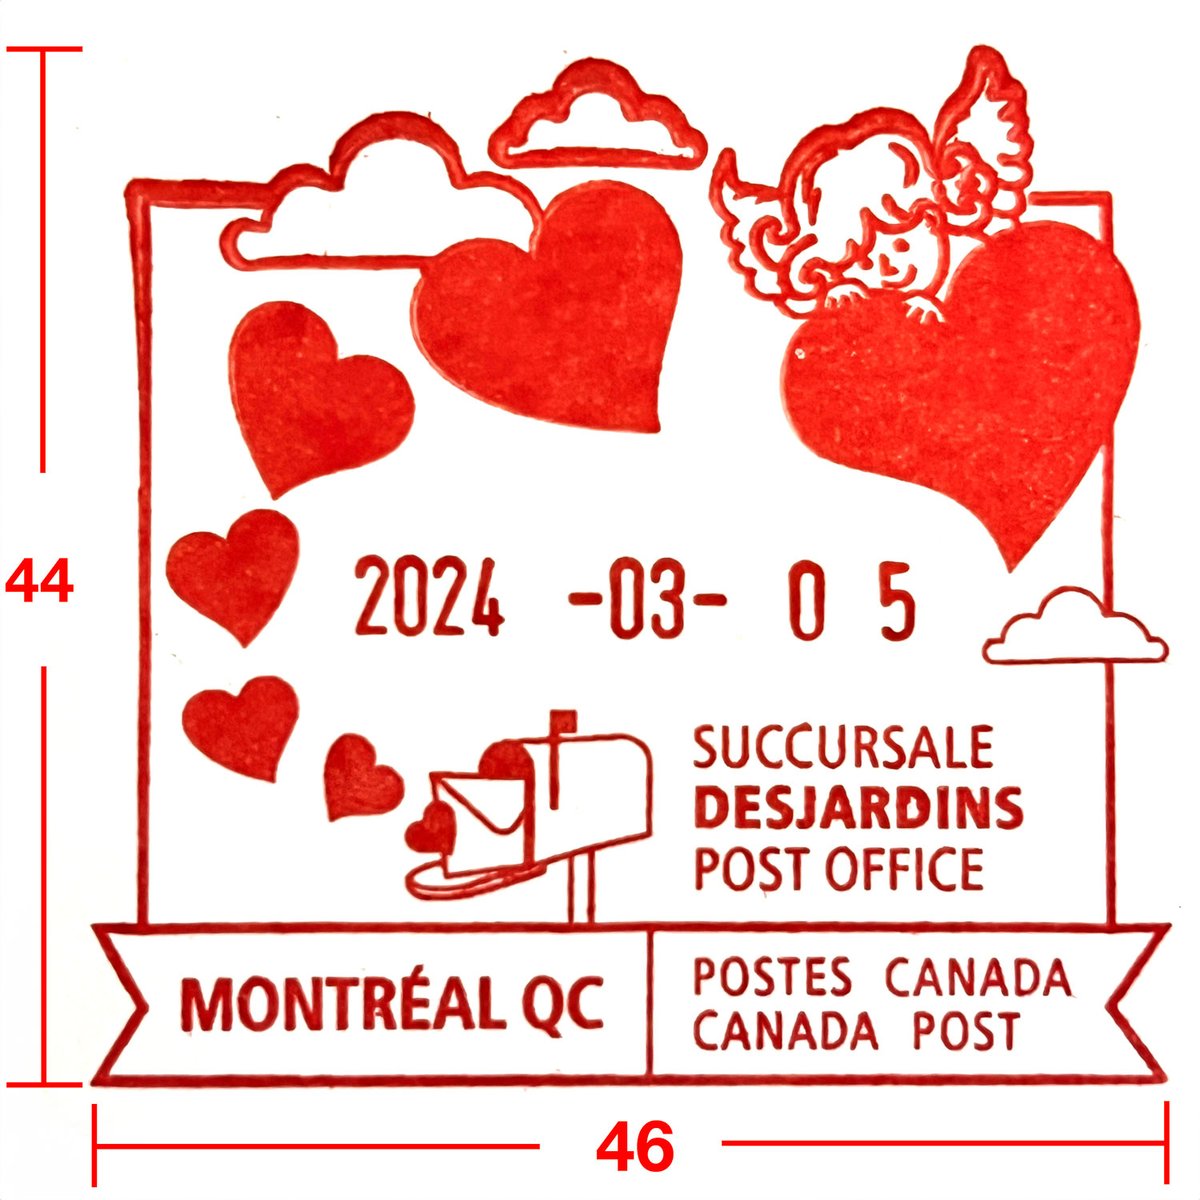 44
2024 -03- 0 5
SUCCURSALE
DESJARDINS
POST OFFICE
MONTRÉAL QC
POSTES CANADA
CANADA POST
46